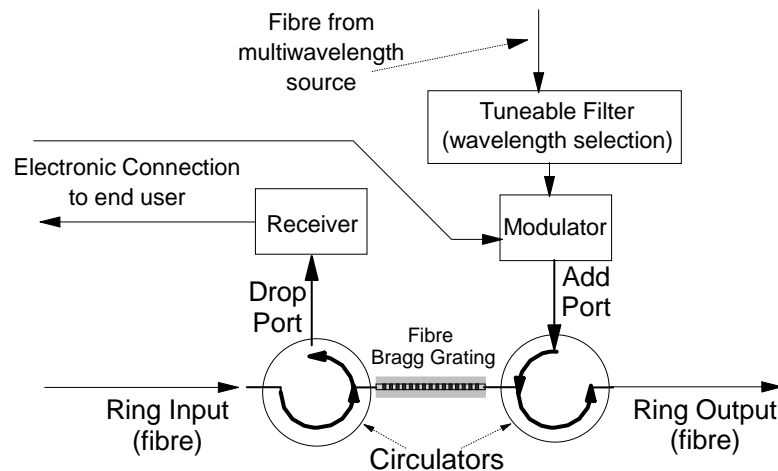 Fibre from
multiwavelength
source
Tuneable Filter
(wavelength selection)
Electronic Connection
to end user
Receiver
Modulator
Drop
Port
Add
Port
Fibre
Bragg Grating
Ring Input
(fibre)
Ring Output
(fibre)
Circulators